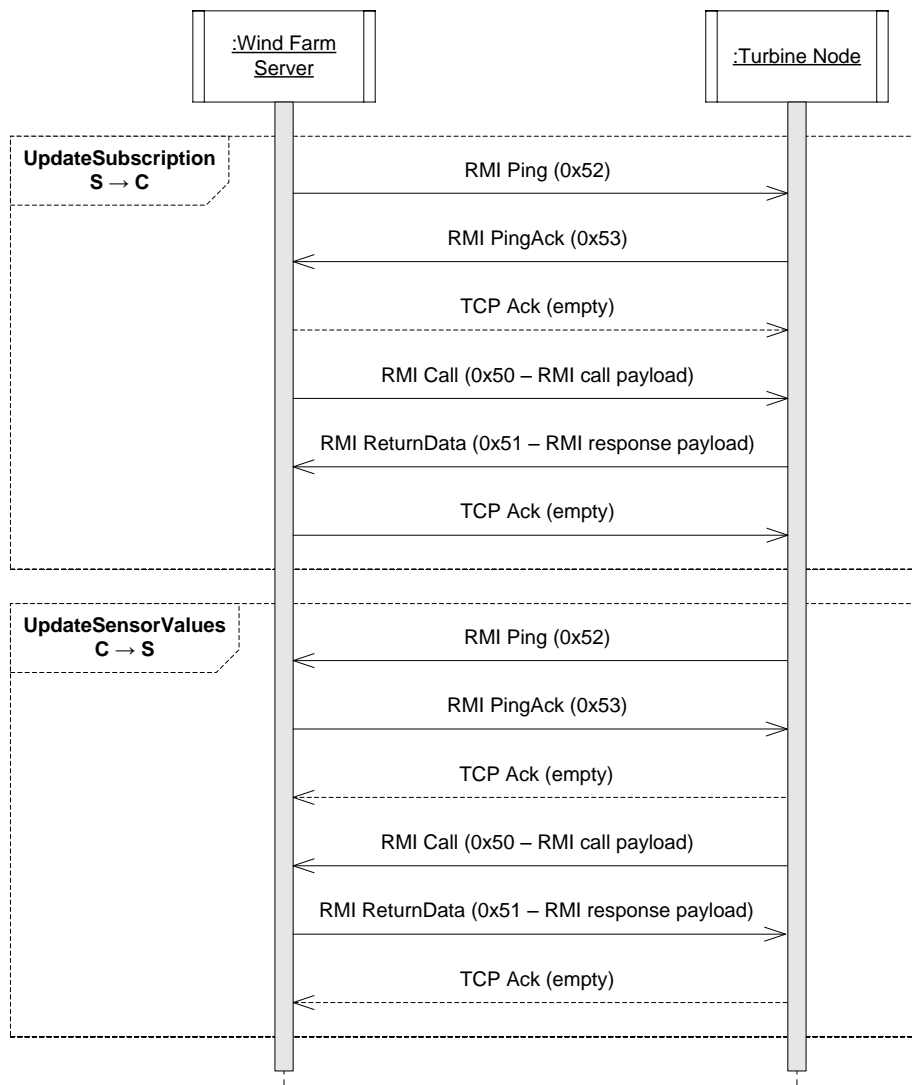 :Wind Farm
Server
:Turbine Node
UpdateSubscription
S → C
RMI Ping (0x52)
RMI PingAck (0x53)
TCP Ack (empty)
RMI Call (0x50 – RMI call payload)
RMI ReturnData (0x51 – RMI response payload)
TCP Ack (empty)
UpdateSensorValues
C → S
RMI Ping (0x52)
RMI PingAck (0x53)
TCP Ack (empty)
RMI Call (0x50 – RMI call payload)
RMI ReturnData (0x51 – RMI response payload)
TCP Ack (empty)